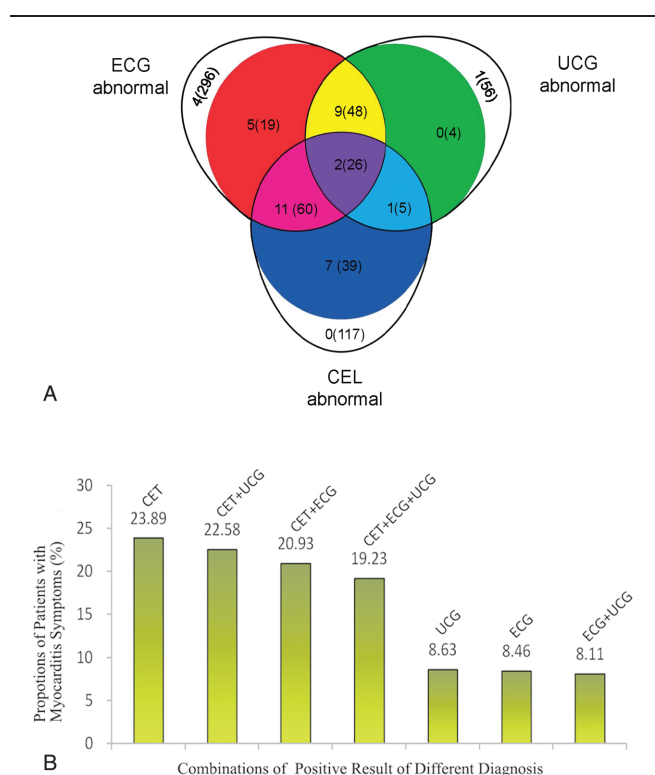 ECG
abnormal
UCG
abnormal
4(296)
1(56)
9(48)
5(19)
0(4)
2(26)
11 (60)
1(5)
7 (39)
0(117)
CEL
abnormal
A
Propotions of Patients with
Myocarditis Symptoms (%)
30
25
20
15
10
5
0
CET
23.89
CET+UCG
22.58
CET+ECG
20.93
CET+ECG+UCG
19.23
UCG
8.63
ECG
8.46
ECG+UCG
8.11
B
Combinations of Positive Result of Different Diagnosis